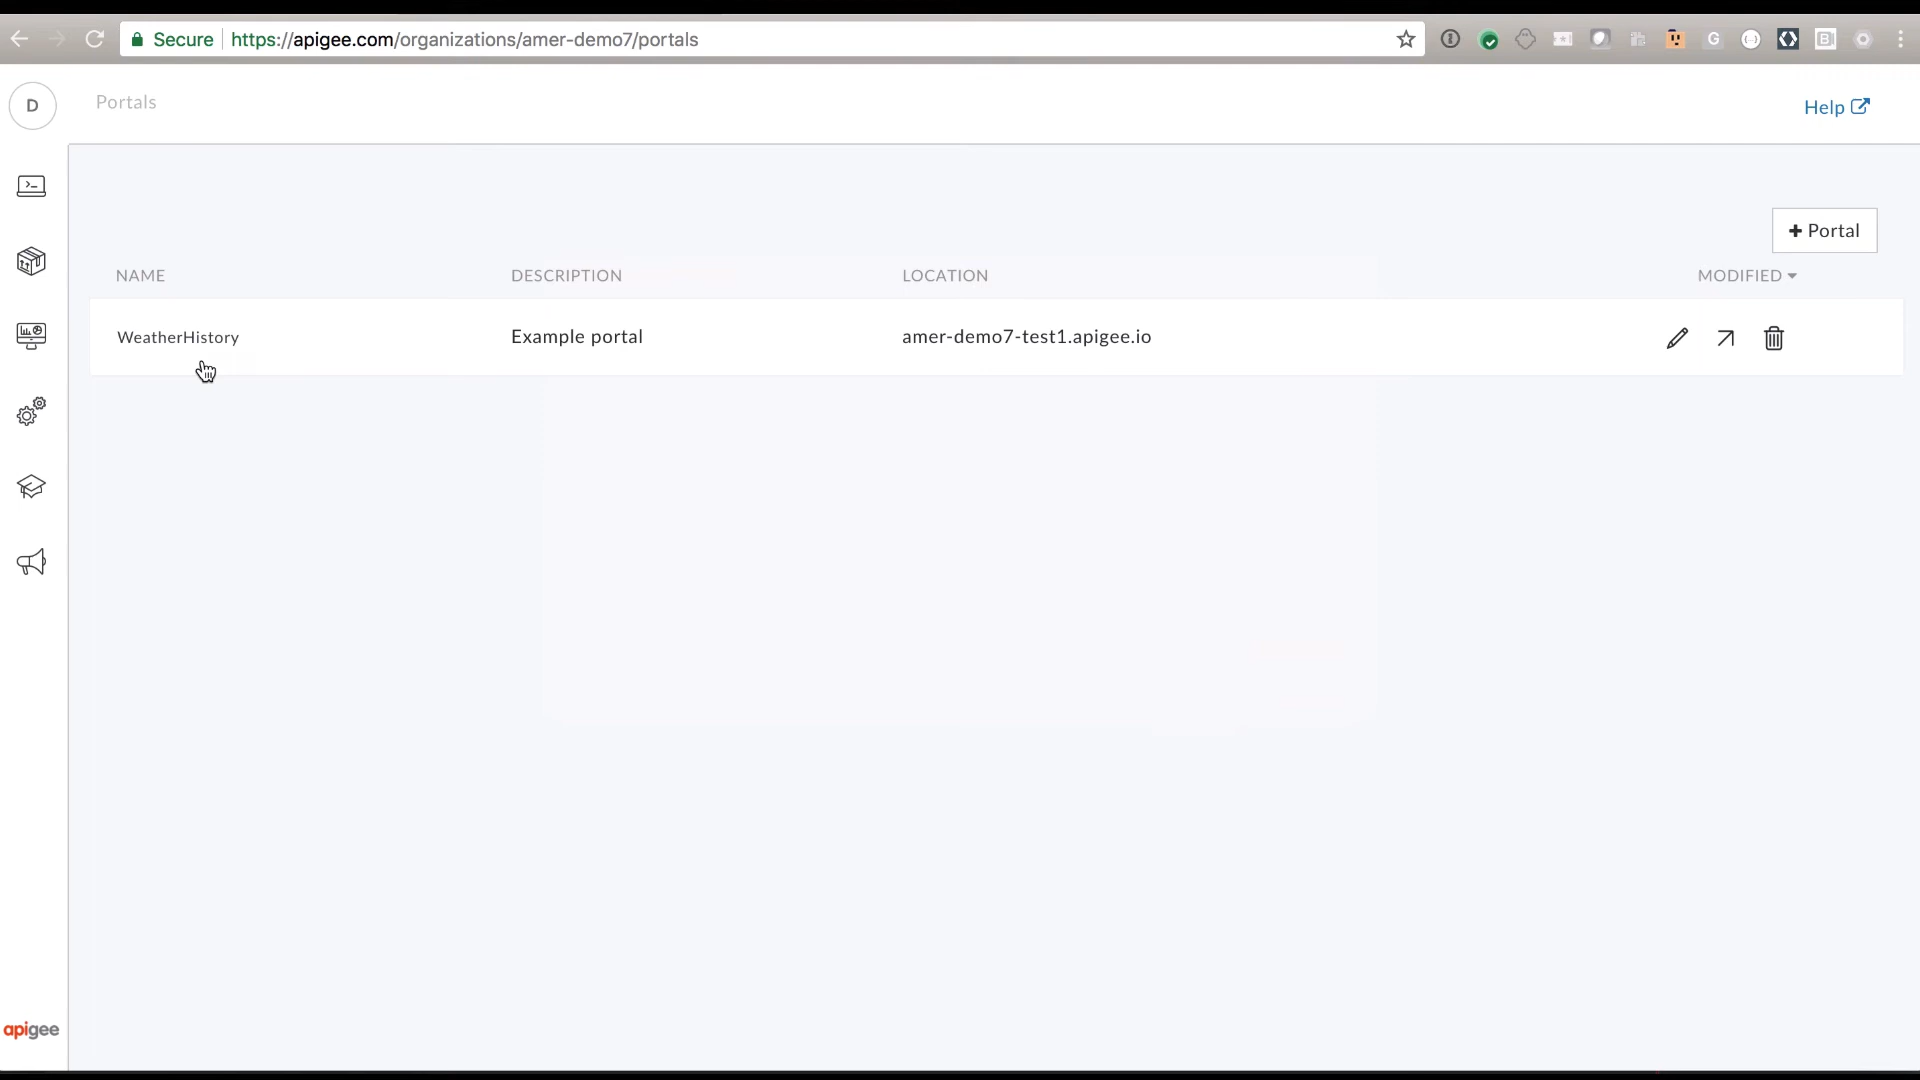 Secure https://apigee.com/organizations/amer-demo7/portals
D Portals Help
+ Portal
NAME DESCRIPTION LOCATION MODIFIED
WeatherHistory Example portal amer-demo7-test1.apigee.io
apigee